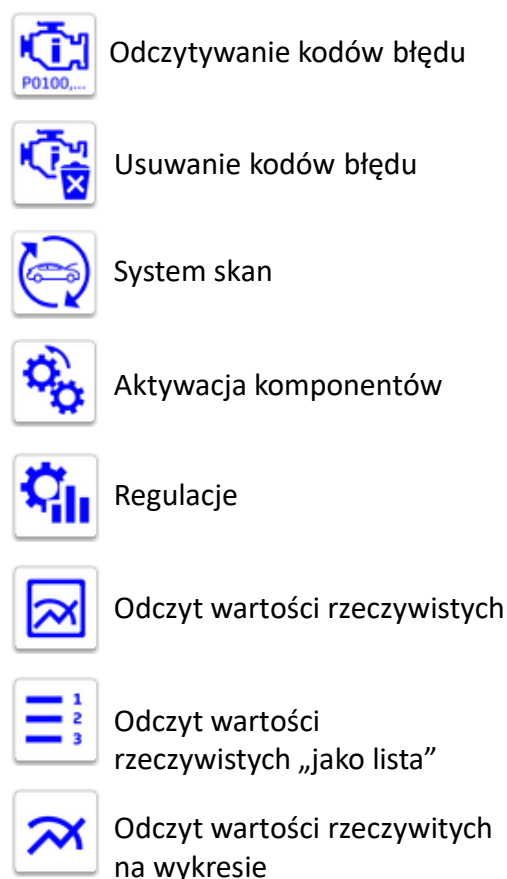 P0100,...
Odczytywanie kodów błędu
Usuwanie kodów błędu
System skan
Aktywacja komponentów
Regulacje
Odczyt wartości rzeczywistych
1
2
3
Odczyt wartości
rzeczywistych „jako lista”
Odczyt wartości rzeczywitych
na wykresie